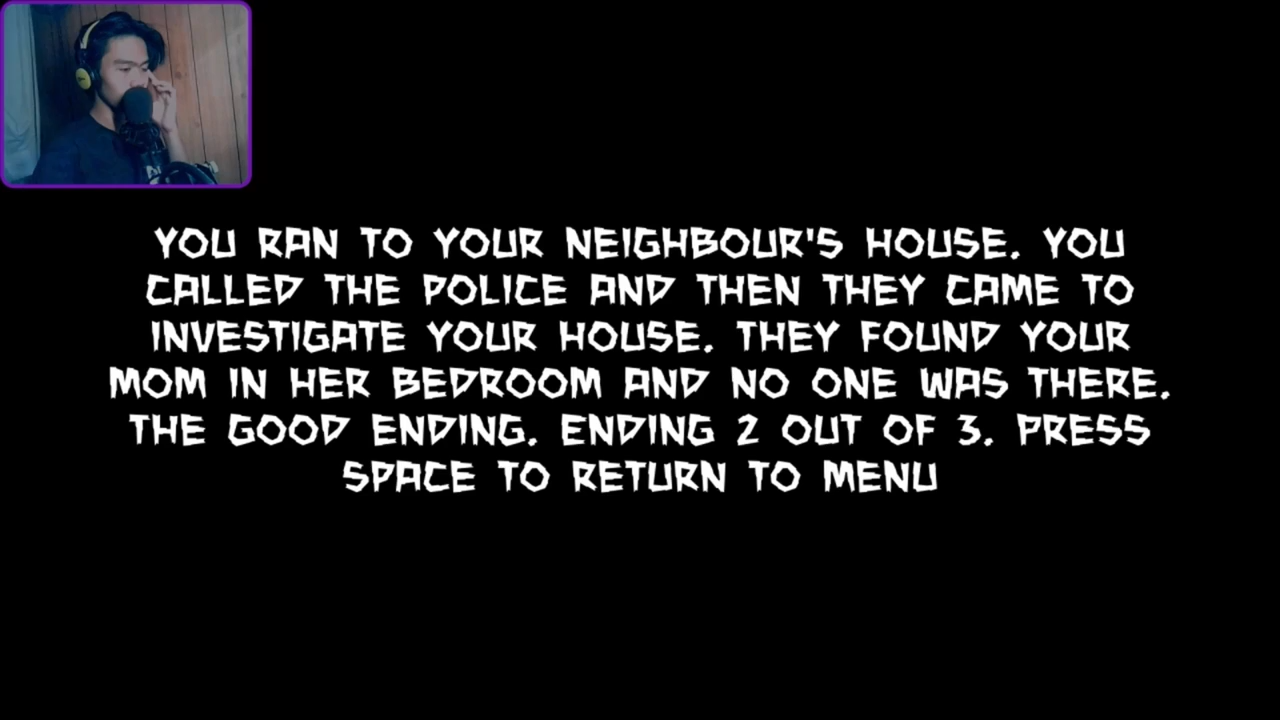 YOU RAN TO YOUR NEIGHBOUR'S HOUSE. YOU
CALLED THE POLICE AND THEN THEY CAME TO
INVESTIGATE YOUR HOUSE. THEY FOUND YOUR
MOM IN HER BEDROOM AND NO ONE WAS THERE.
THE GOOD ENDING. ENDING 2 OUT OF 3. PRESS
SPACE TO RETURN TO MENU